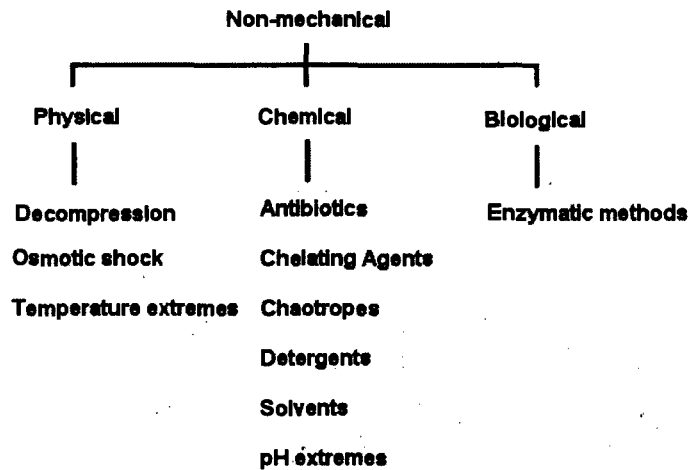 Non-mechanical
Physical
Chemical
Biological
Decompression
Osmotic shock
Temperature extremes
Antibiotics
Chelating Agents
Chaotropes
Detergents
Solvents
pH extremes
Enzymatic methods